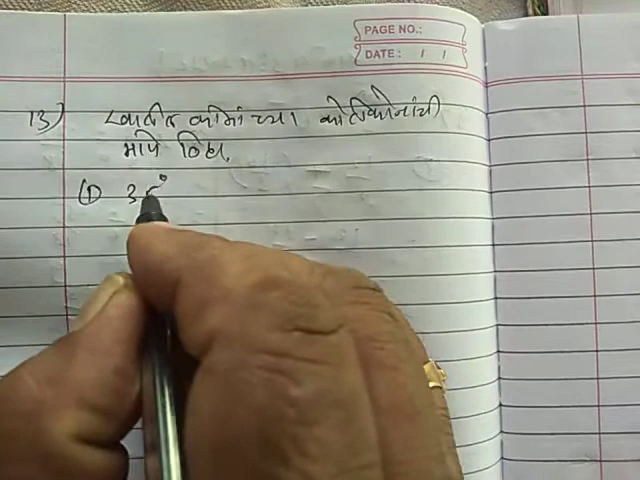 PAGE NO.:
DATE: / /
13) खालील कोनांच्या कोटीकोनांची
मापे लिहा.
① 3